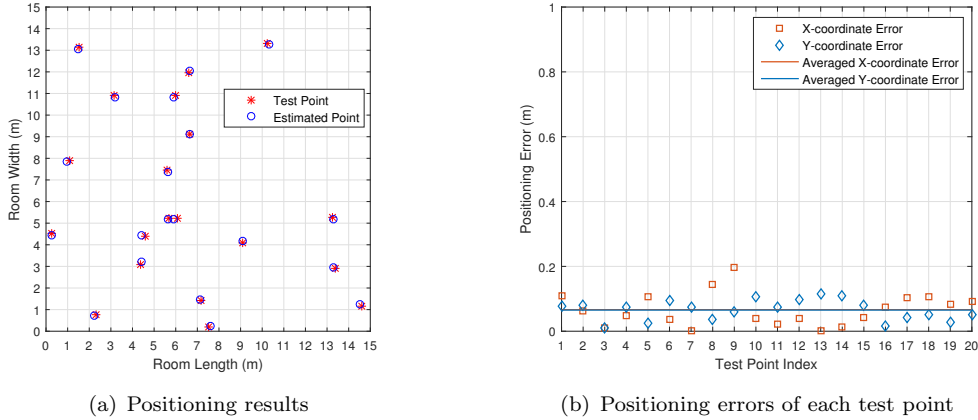 15
14
13
12
11
10
9
8
7
6
5
4
3
2
1
0
Room Width (m)
0 1 2 3 4 5 6 7 8 9 10 11 12 13 14 15
Room Length (m)
Test Point
Estimated Point
(a) Positioning results
1
0.8
0.6
0.4
0.2
0
Positioning Error (m)
1 2 3 4 5 6 7 8 9 10 11 12 13 14 15 16 17 18 19 20
Test Point Index
X-coordinate Error
Y-coordinate Error
Averaged X-coordinate Error
Averaged Y-coordinate Error
(b) Positioning errors of each test point